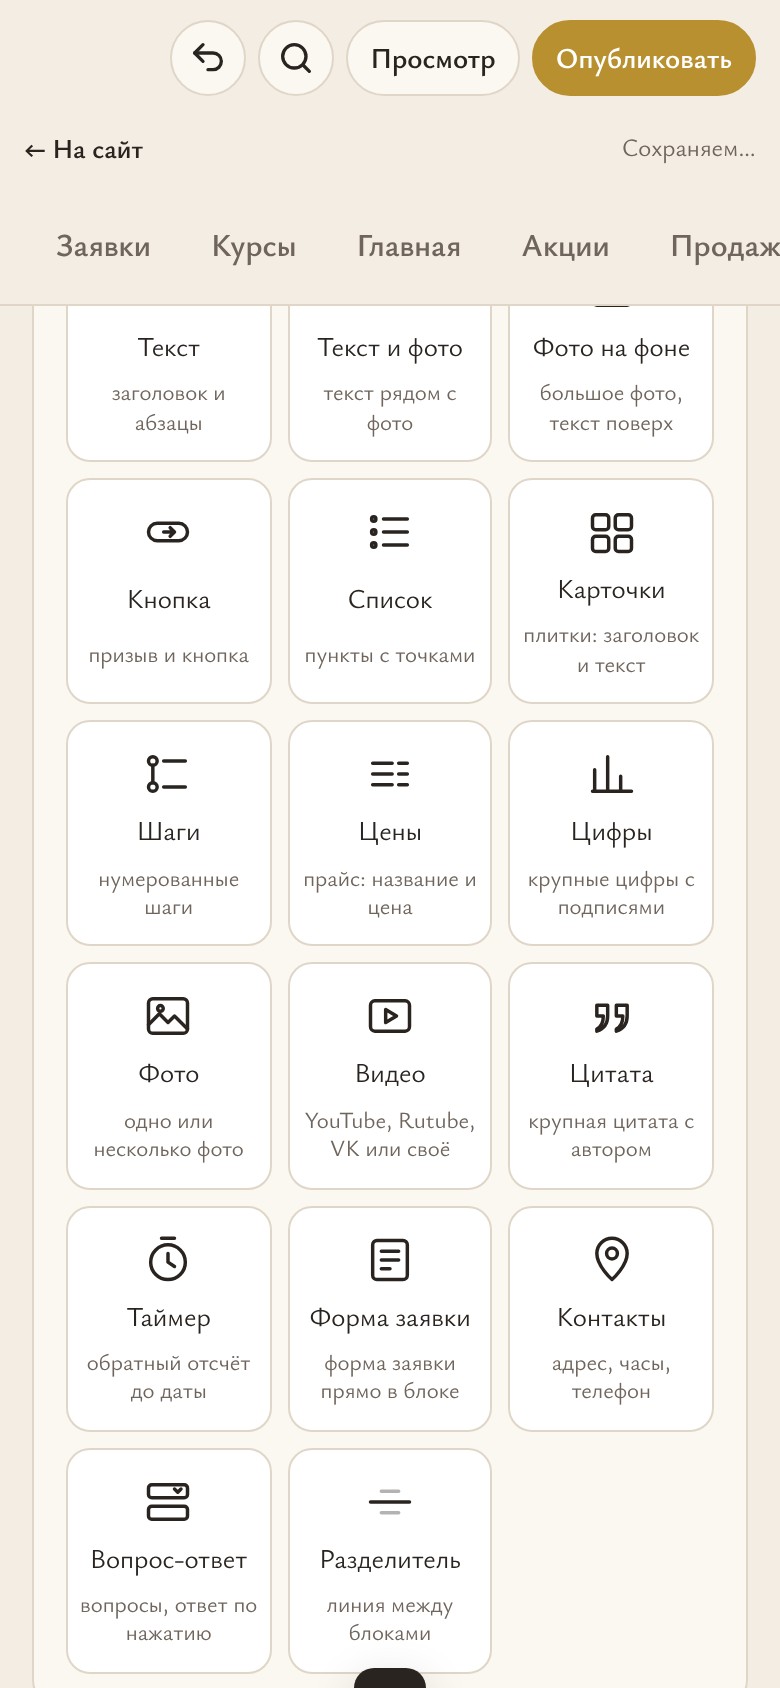 Просмотр
Опубликовать
← На сайт
Сохраняем...
Заявки
Курсы
Главная
Акции
Продаж
Текст
заголовок и
абзацы
Текст и фото
текст рядом с
фото
Фото на фоне
большое фото,
текст поверх
Кнопка
призыв и кнопка
Список
пункты с точками
Карточки
плитки: заголовок
и текст
Шаги
нумерованные
шаги
Цены
прайс: название и
цена
Цифры
крупные цифры с
подписями
Фото
одно или
несколько фото
Видео
YouTube, Rutube,
VK или своё
Цитата
крупная цитата с
автором
Таймер
обратный отсчёт
до даты
Форма заявки
форма заявки
прямо в блоке
Контакты
адрес, часы,
телефон
Вопрос-ответ
вопросы, ответ по
нажатию
Разделитель
линия между
блоками